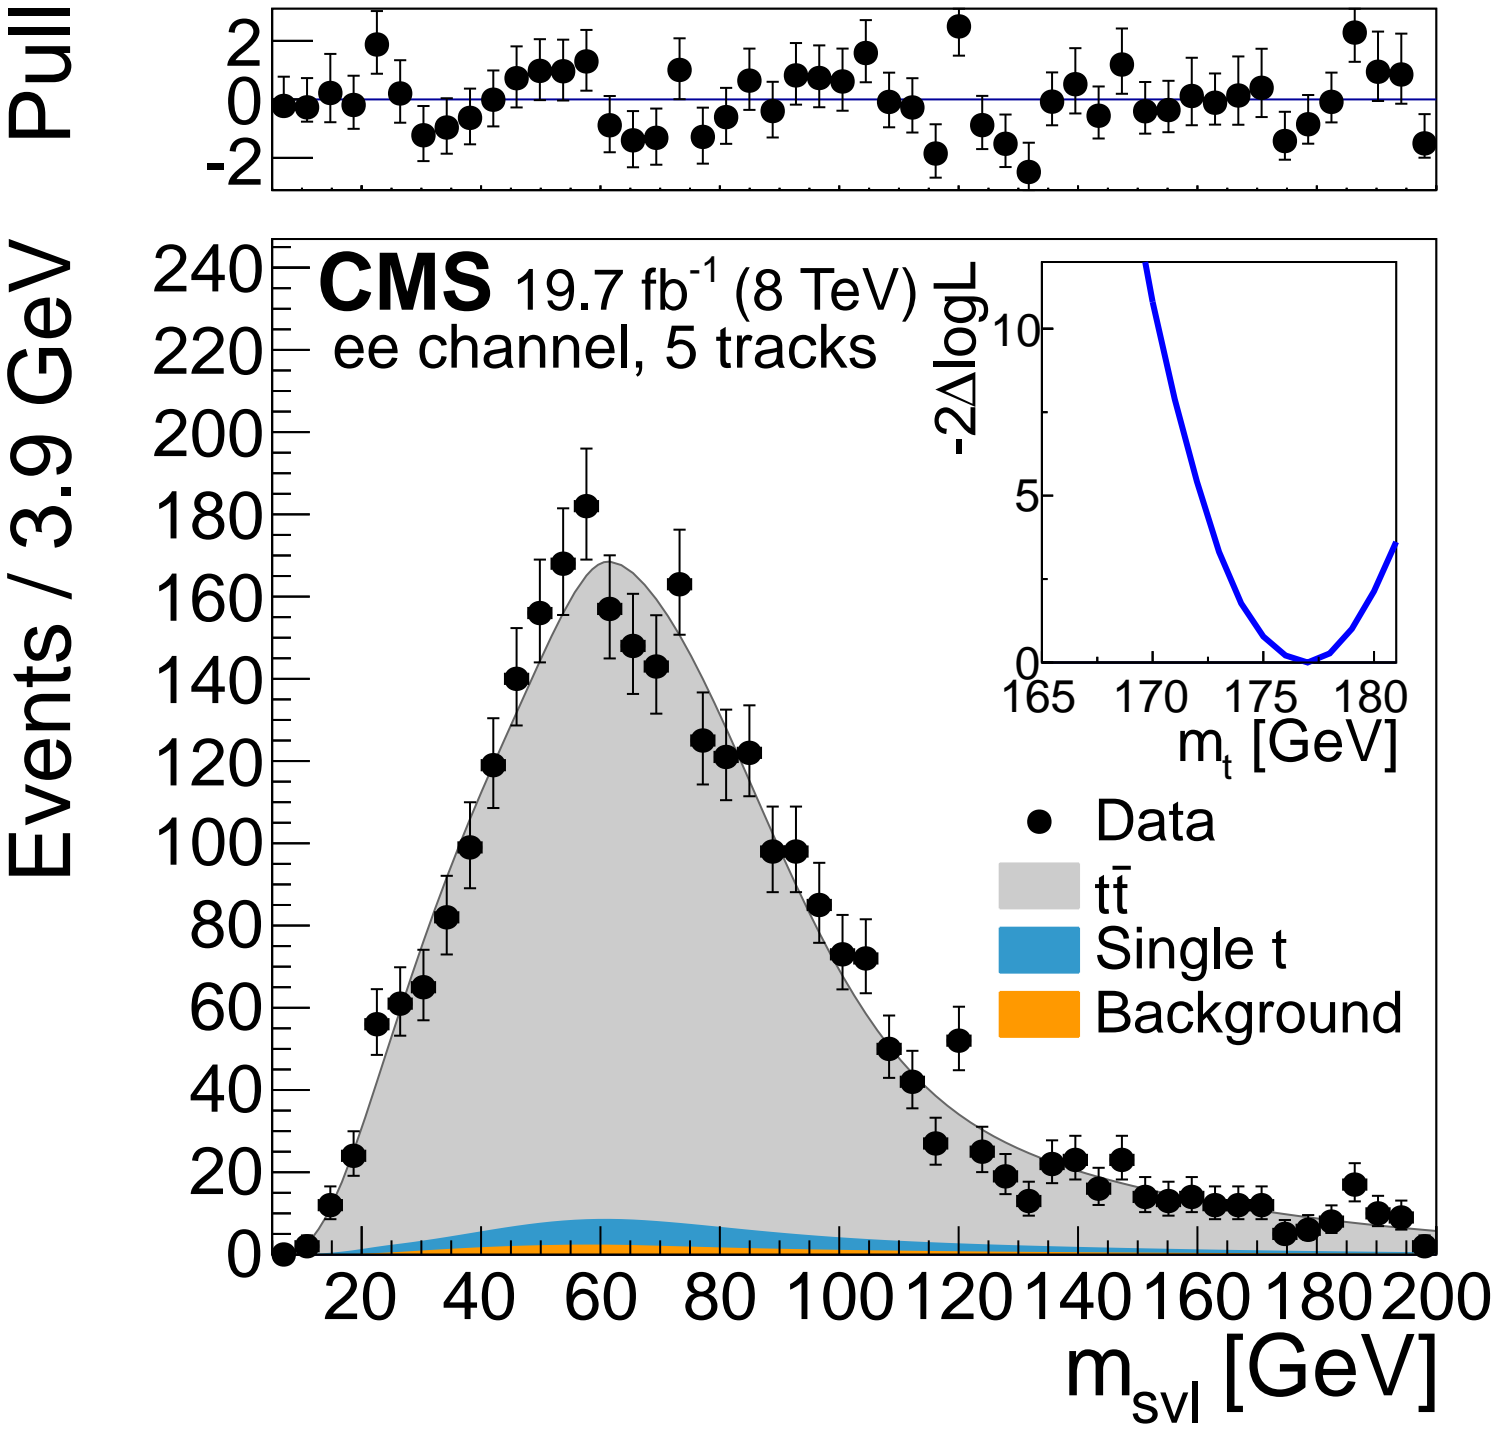 Pull
2
0
-2
Events / 3.9 GeV
240
220
200
180
160
140
120
100
80
60
40
20
0
CMS 19.7 fb⁻¹ (8 TeV)
ee channel, 5 tracks
-2ΔlogL
10
5
0
165 170 175 180
mₜ [GeV]
Data
tt̄
Single t
Background
20 40 60 80 100 120 140 160 180 200
m_svl [GeV]